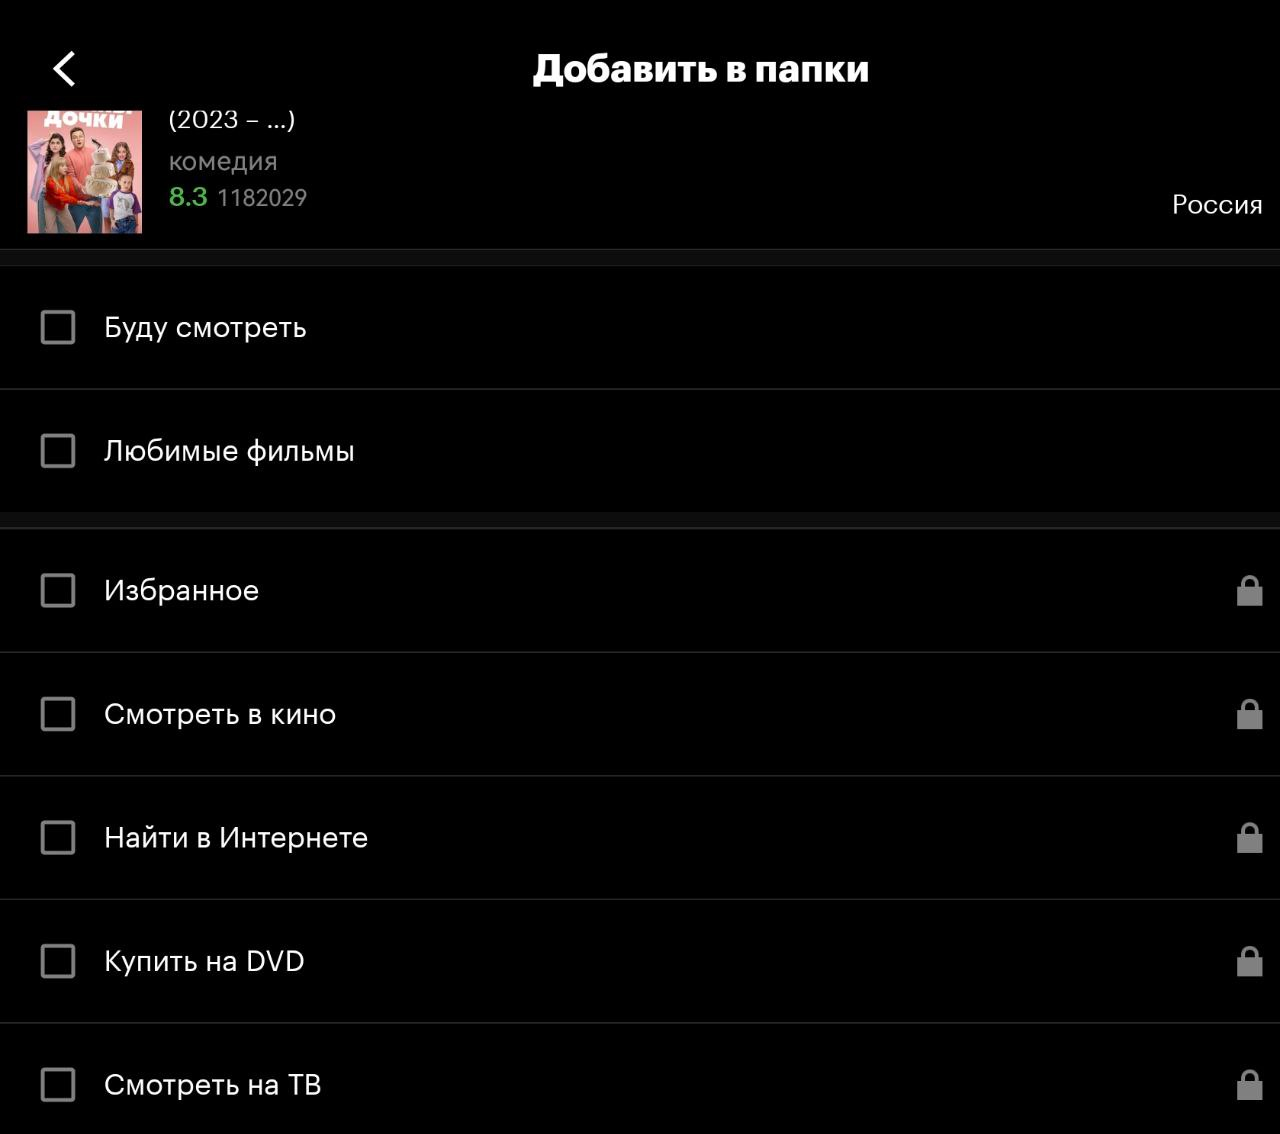 Добавить в папки
ДОЧКИ
(2023 – ...)
комедия
8.3 1182029
Россия
Буду смотреть
Любимые фильмы
Избранное
Смотреть в кино
Найти в Интернете
Купить на DVD
Смотреть на ТВ